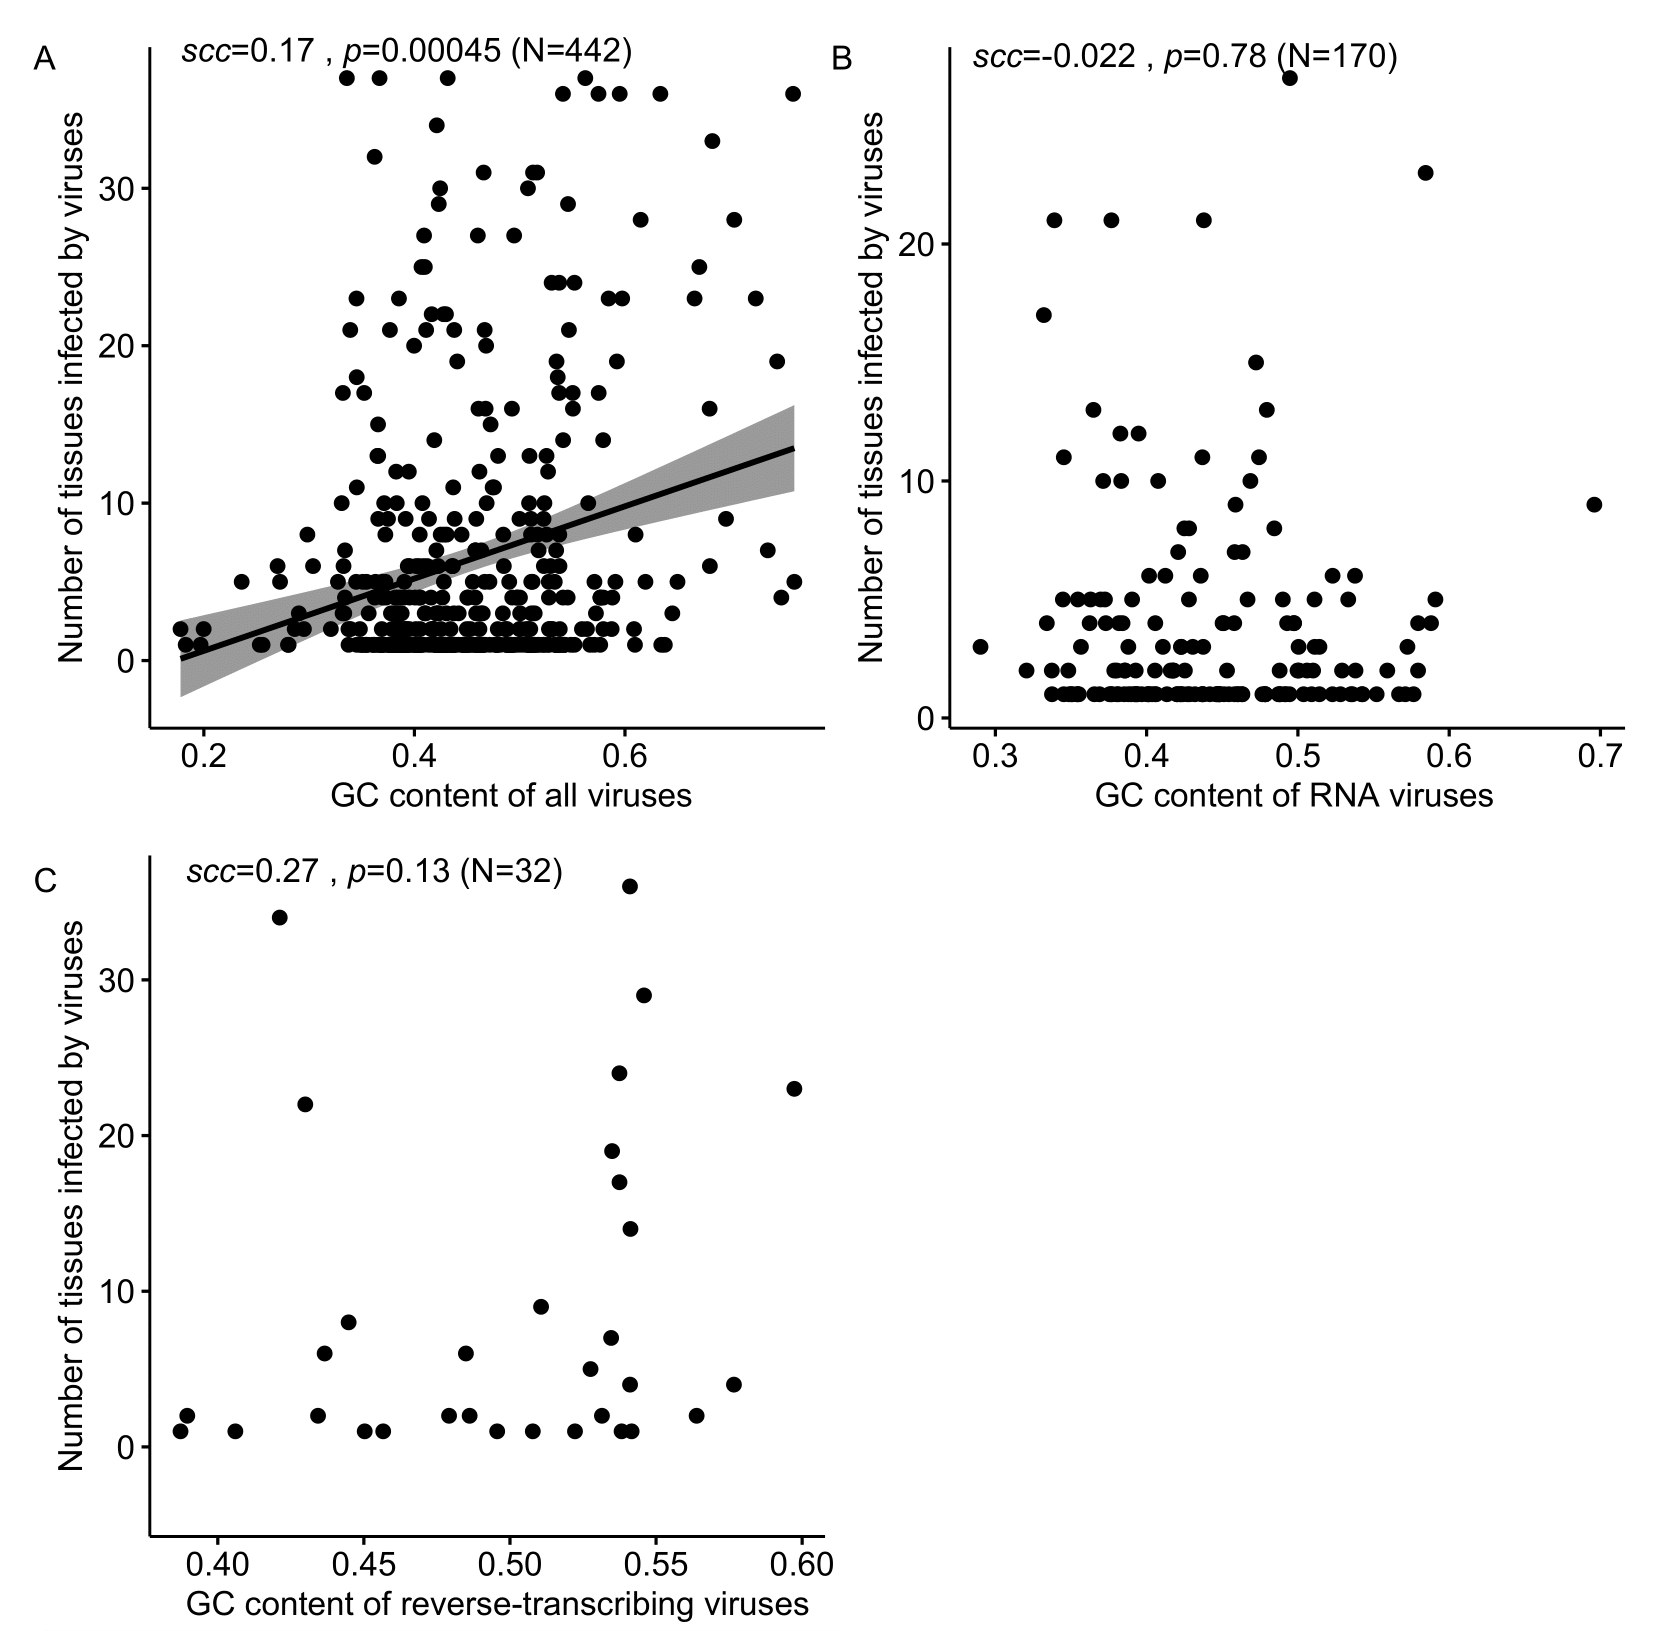 A
scc=0.17 , p=0.00045 (N=442)
Number of tissues infected by viruses
30
20
10
0
0.2 0.4 0.6
GC content of all viruses
B
scc=-0.022 , p=0.78 (N=170)
Number of tissues infected by viruses
20
10
0
0.3 0.4 0.5 0.6 0.7
GC content of RNA viruses
C
scc=0.27 , p=0.13 (N=32)
Number of tissues infected by viruses
30
20
10
0
0.40 0.45 0.50 0.55 0.60
GC content of reverse-transcribing viruses